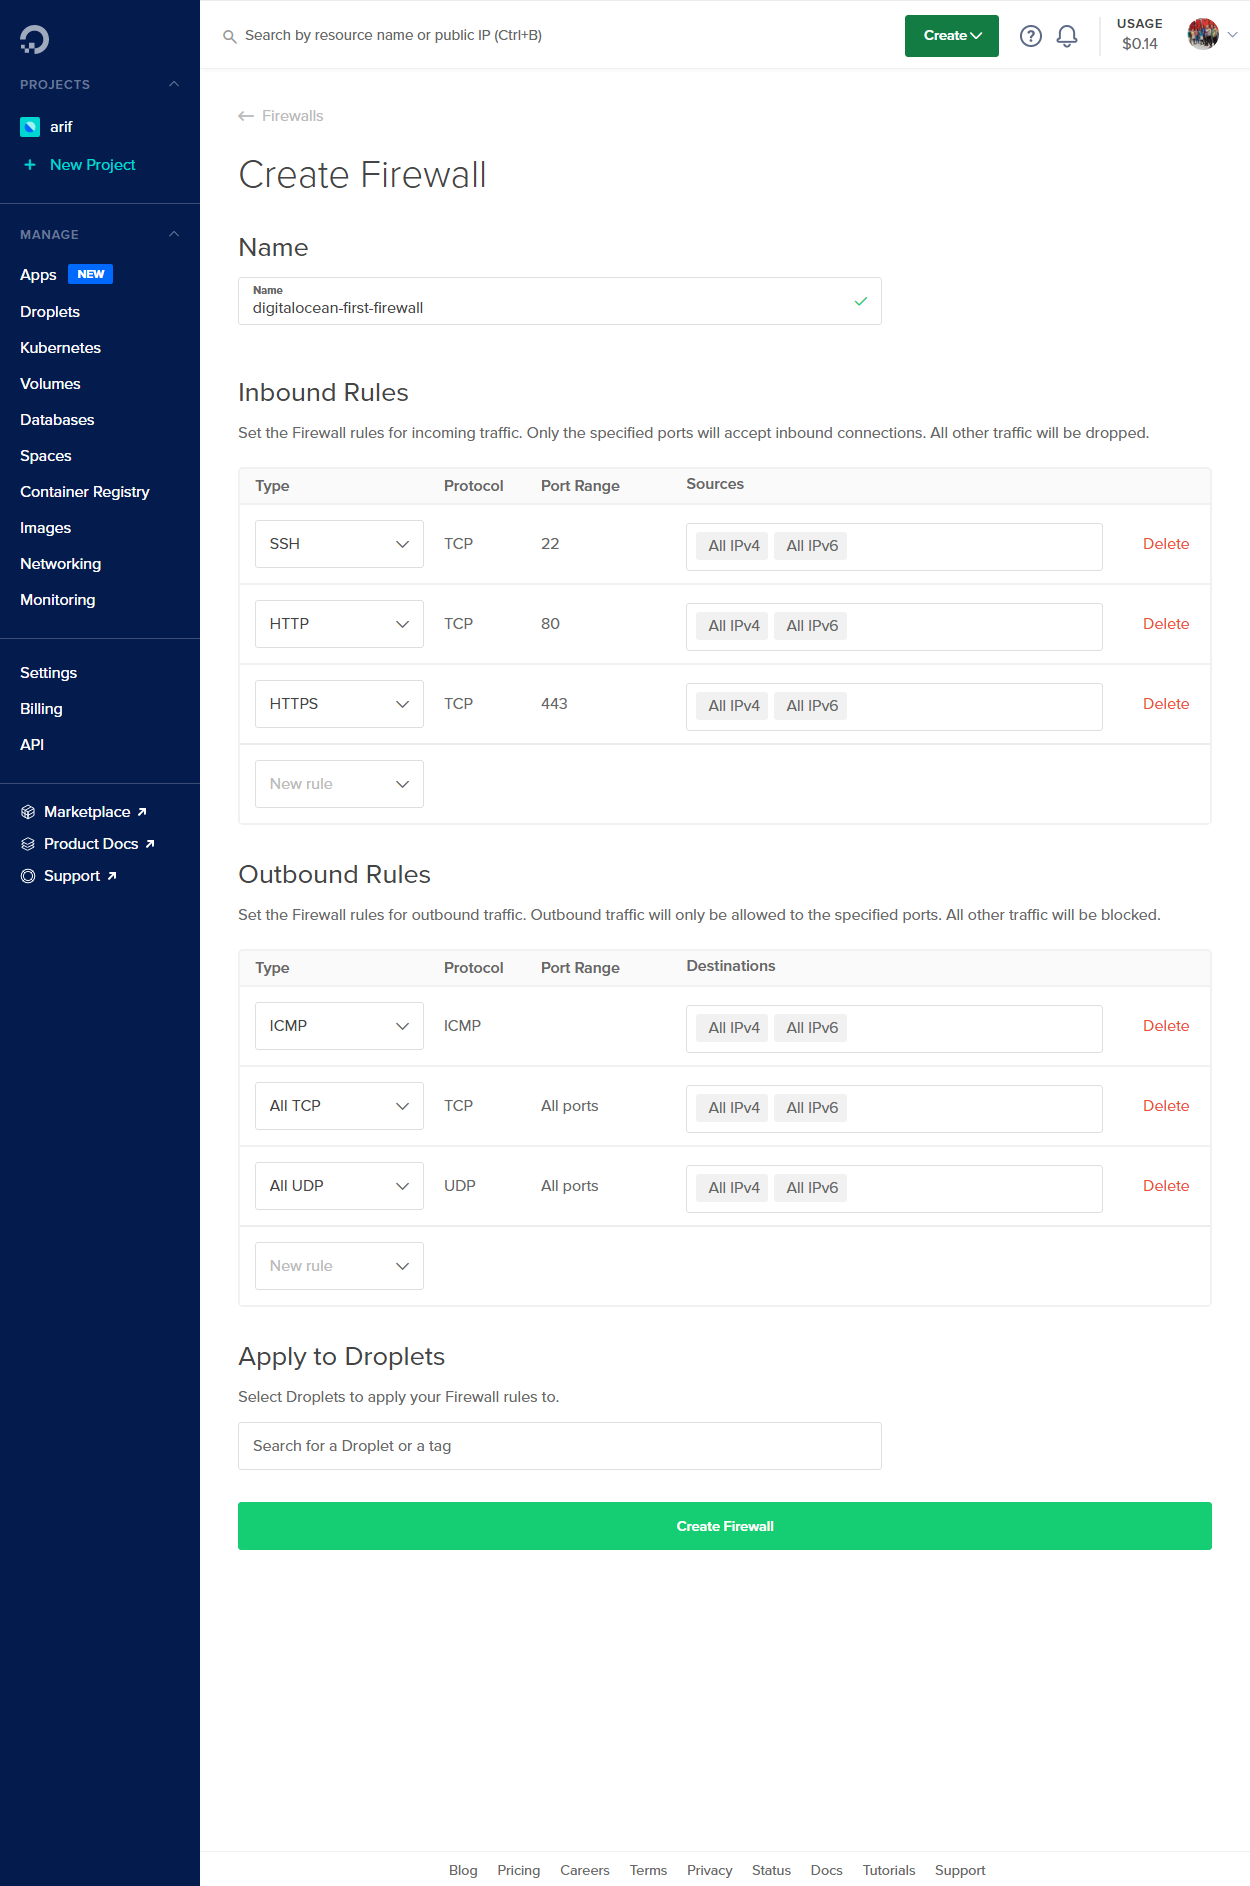 PROJECTS
arif
+ New Project
MANAGE
Apps NEW
Droplets
Kubernetes
Volumes
Databases
Spaces
Container Registry
Images
Networking
Monitoring
Settings
Billing
API
Marketplace
Product Docs
Support
Search by resource name or public IP (Ctrl+B)
Create
?
USAGE
$0.14
← Firewalls
Create Firewall
Name
Name
digitalocean-first-firewall
Inbound Rules
Set the Firewall rules for incoming traffic. Only the specified ports will accept inbound connections. All other traffic will be dropped.
Type Protocol Port Range Sources
SSH TCP 22 All IPv4 All IPv6 Delete
HTTP TCP 80 All IPv4 All IPv6 Delete
HTTPS TCP 443 All IPv4 All IPv6 Delete
New rule
Outbound Rules
Set the Firewall rules for outbound traffic. Outbound traffic will only be allowed to the specified ports. All other traffic will be blocked.
Type Protocol Port Range Destinations
ICMP ICMP All IPv4 All IPv6 Delete
All TCP TCP All ports All IPv4 All IPv6 Delete
All UDP UDP All ports All IPv4 All IPv6 Delete
New rule
Apply to Droplets
Select Droplets to apply your Firewall rules to.
Search for a Droplet or a tag
Create Firewall
Blog Pricing Careers Terms Privacy Status Docs Tutorials Support